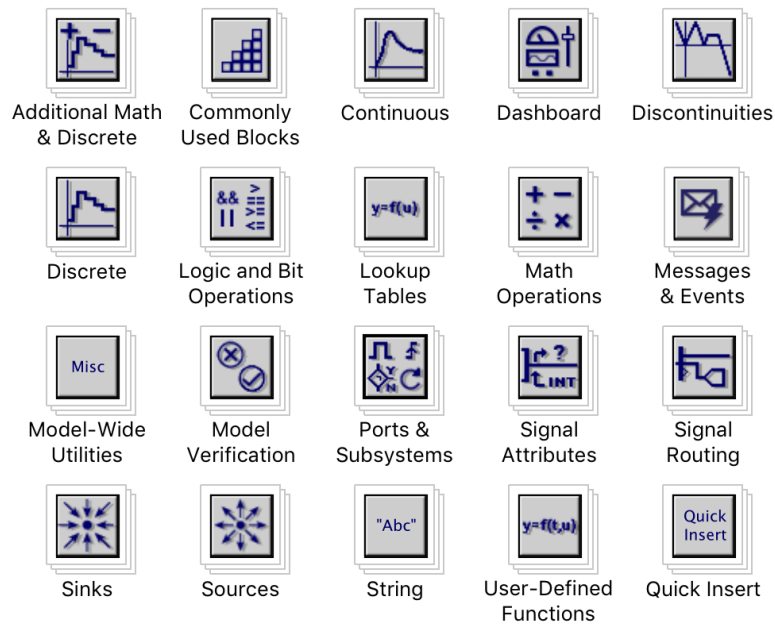 Additional Math
& Discrete
Commonly
Used Blocks
Continuous
Dashboard
Discontinuities
Discrete
&& >
== 
|| >=
<=
Logic and Bit
Operations
y=f(u)
Lookup
Tables
+ −
÷ ×
Math
Operations
Messages
& Events
Misc
Model-Wide
Utilities
Model
Verification
Y
N
Ports &
Subsystems
?
INT
Signal
Attributes
Signal
Routing
Sinks
Sources
"Abc"
String
y=f(t,u)
User-Defined
Functions
Quick
Insert
Quick Insert